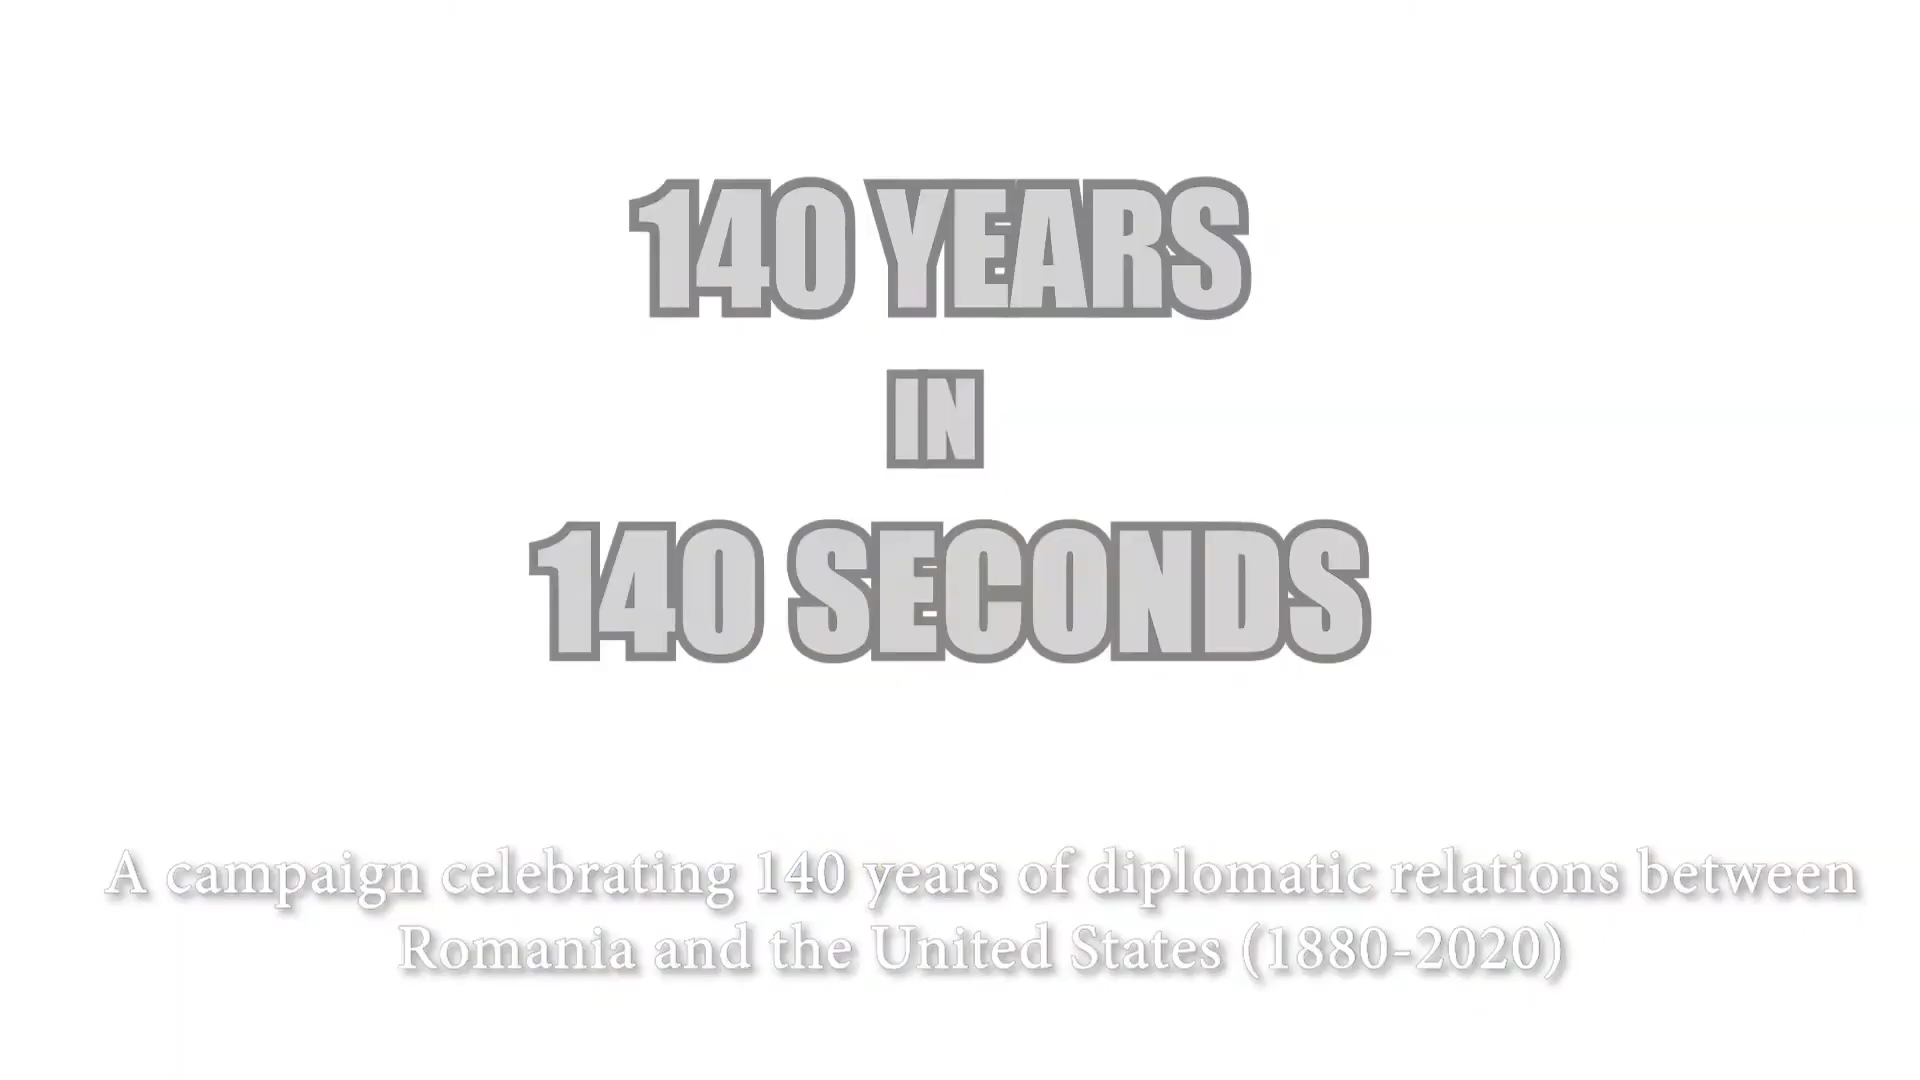 140 YEARS
IN
140 SECONDS
A campaign celebrating 140 years of diplomatic relations between
Romania and the United States (1880-2020)